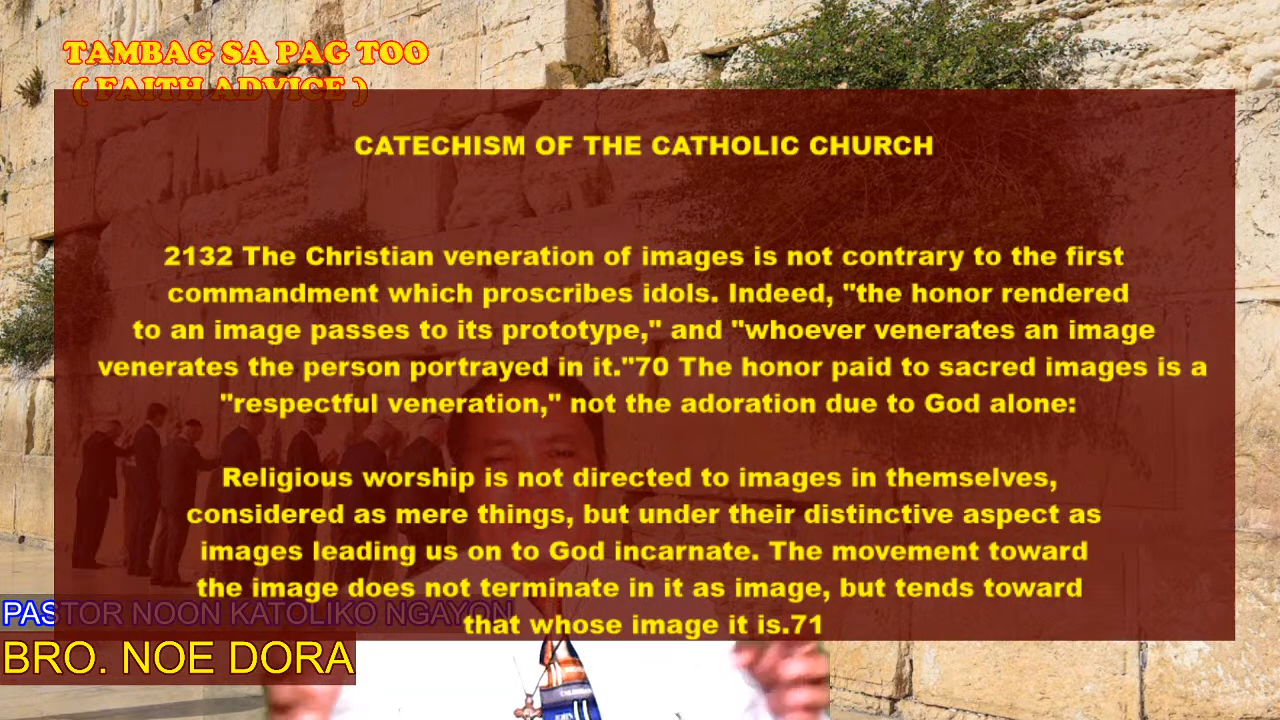 TAMBAG SA PAG TOO
( FAITH ADVICE )
CATECHISM OF THE CATHOLIC CHURCH
2132 The Christian veneration of images is not contrary to the first
commandment which proscribes idols. Indeed, "the honor rendered
to an image passes to its prototype," and "whoever venerates an image
venerates the person portrayed in it."70 The honor paid to sacred images is a
"respectful veneration," not the adoration due to God alone:
Religious worship is not directed to images in themselves,
considered as mere things, but under their distinctive aspect as
images leading us on to God incarnate. The movement toward
the image does not terminate in it as image, but tends toward
that whose image it is.71
PASTOR NOON KATOLIKO NGAYON
BRO. NOE DORA